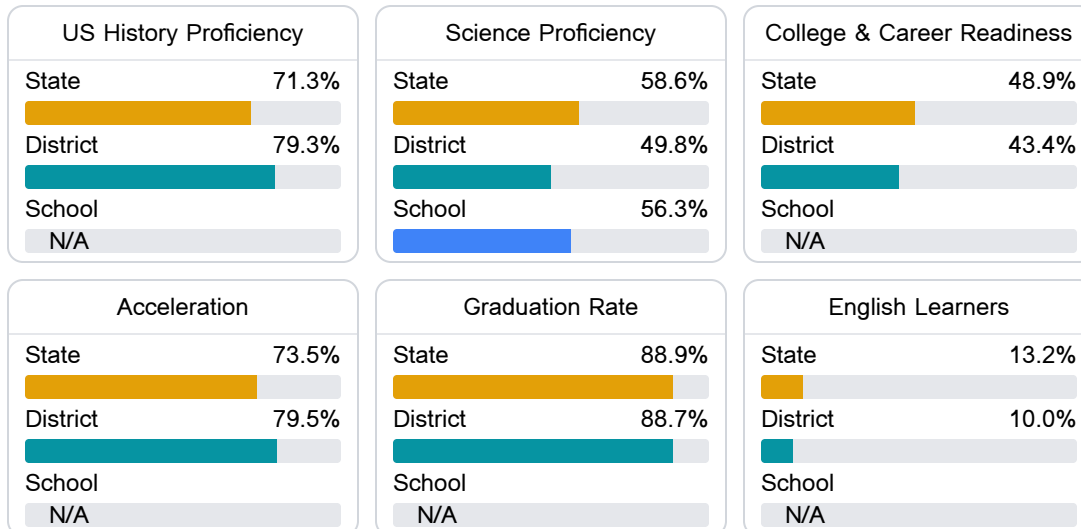 US History Proficiency
State 71.3%
District 79.3%
School
N/A
Science Proficiency
State 58.6%
District 49.8%
School 56.3%
College & Career Readiness
State 48.9%
District 43.4%
School
N/A
Acceleration
State 73.5%
District 79.5%
School
N/A
Graduation Rate
State 88.9%
District 88.7%
School
N/A
English Learners
State 13.2%
District 10.0%
School
N/A